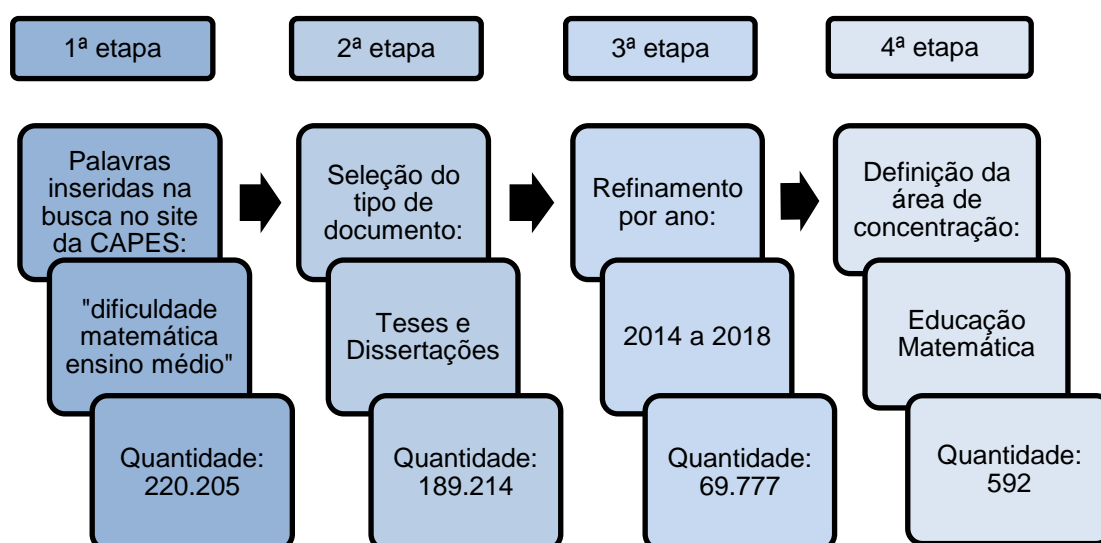 1ª etapa
Palavras
inseridas na
busca no site
da CAPES:
"dificuldade
matemática
ensino médio"
Quantidade:
220.205
2ª etapa
Seleção do
tipo de
documento:
Teses e
Dissertações
Quantidade:
189.214
3ª etapa
Refinamento
por ano:
2014 a 2018
Quantidade:
69.777
4ª etapa
Definição da
área de
concentração:
Educação
Matemática
Quantidade:
592